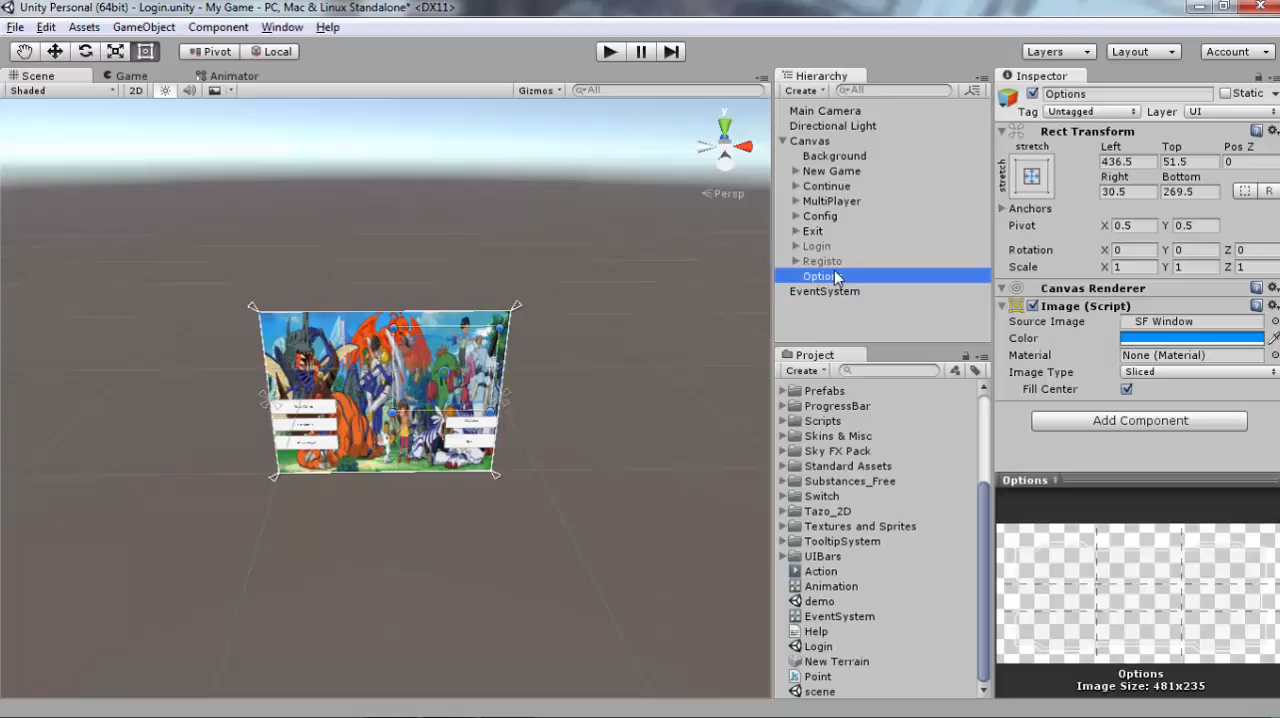 Unity Personal (64bit) - Login.unity - My Game - PC, Mac & Linux Standalone* <DX11>
File Edit Assets GameObject Component Window Help
Pivot Local Layers Layout Account
Scene Game Animator
Shaded 2D Gizmos All
y
Persp
Hierarchy
Create All
Main Camera
Directional Light
Canvas
Background
New Game
Continue
MultiPlayer
Config
Exit
Login
Registo
Options
EventSystem
Project
Create
Prefabs
ProgressBar
Scripts
Skins & Misc
Sky FX Pack
Standard Assets
Substances_Free
Switch
Tazo_2D
Textures and Sprites
TooltipSystem
UIBars
Action
Animation
demo
EventSystem
Help
Login
New Terrain
Point
scene
Inspector
Options Static
Tag Untagged Layer UI
Rect Transform
stretch Left Top Pos Z
stretch 436.5 51.5 0
Right Bottom
30.5 269.5 R
Anchors
Pivot X 0.5 Y 0.5
Rotation X 0 Y 0 Z 0
Scale X 1 Y 1 Z 1
Canvas Renderer
Image (Script)
Source Image SF Window
Color
Material None (Material)
Image Type Sliced
Fill Center
Add Component
Options
Options
Image Size: 481x235